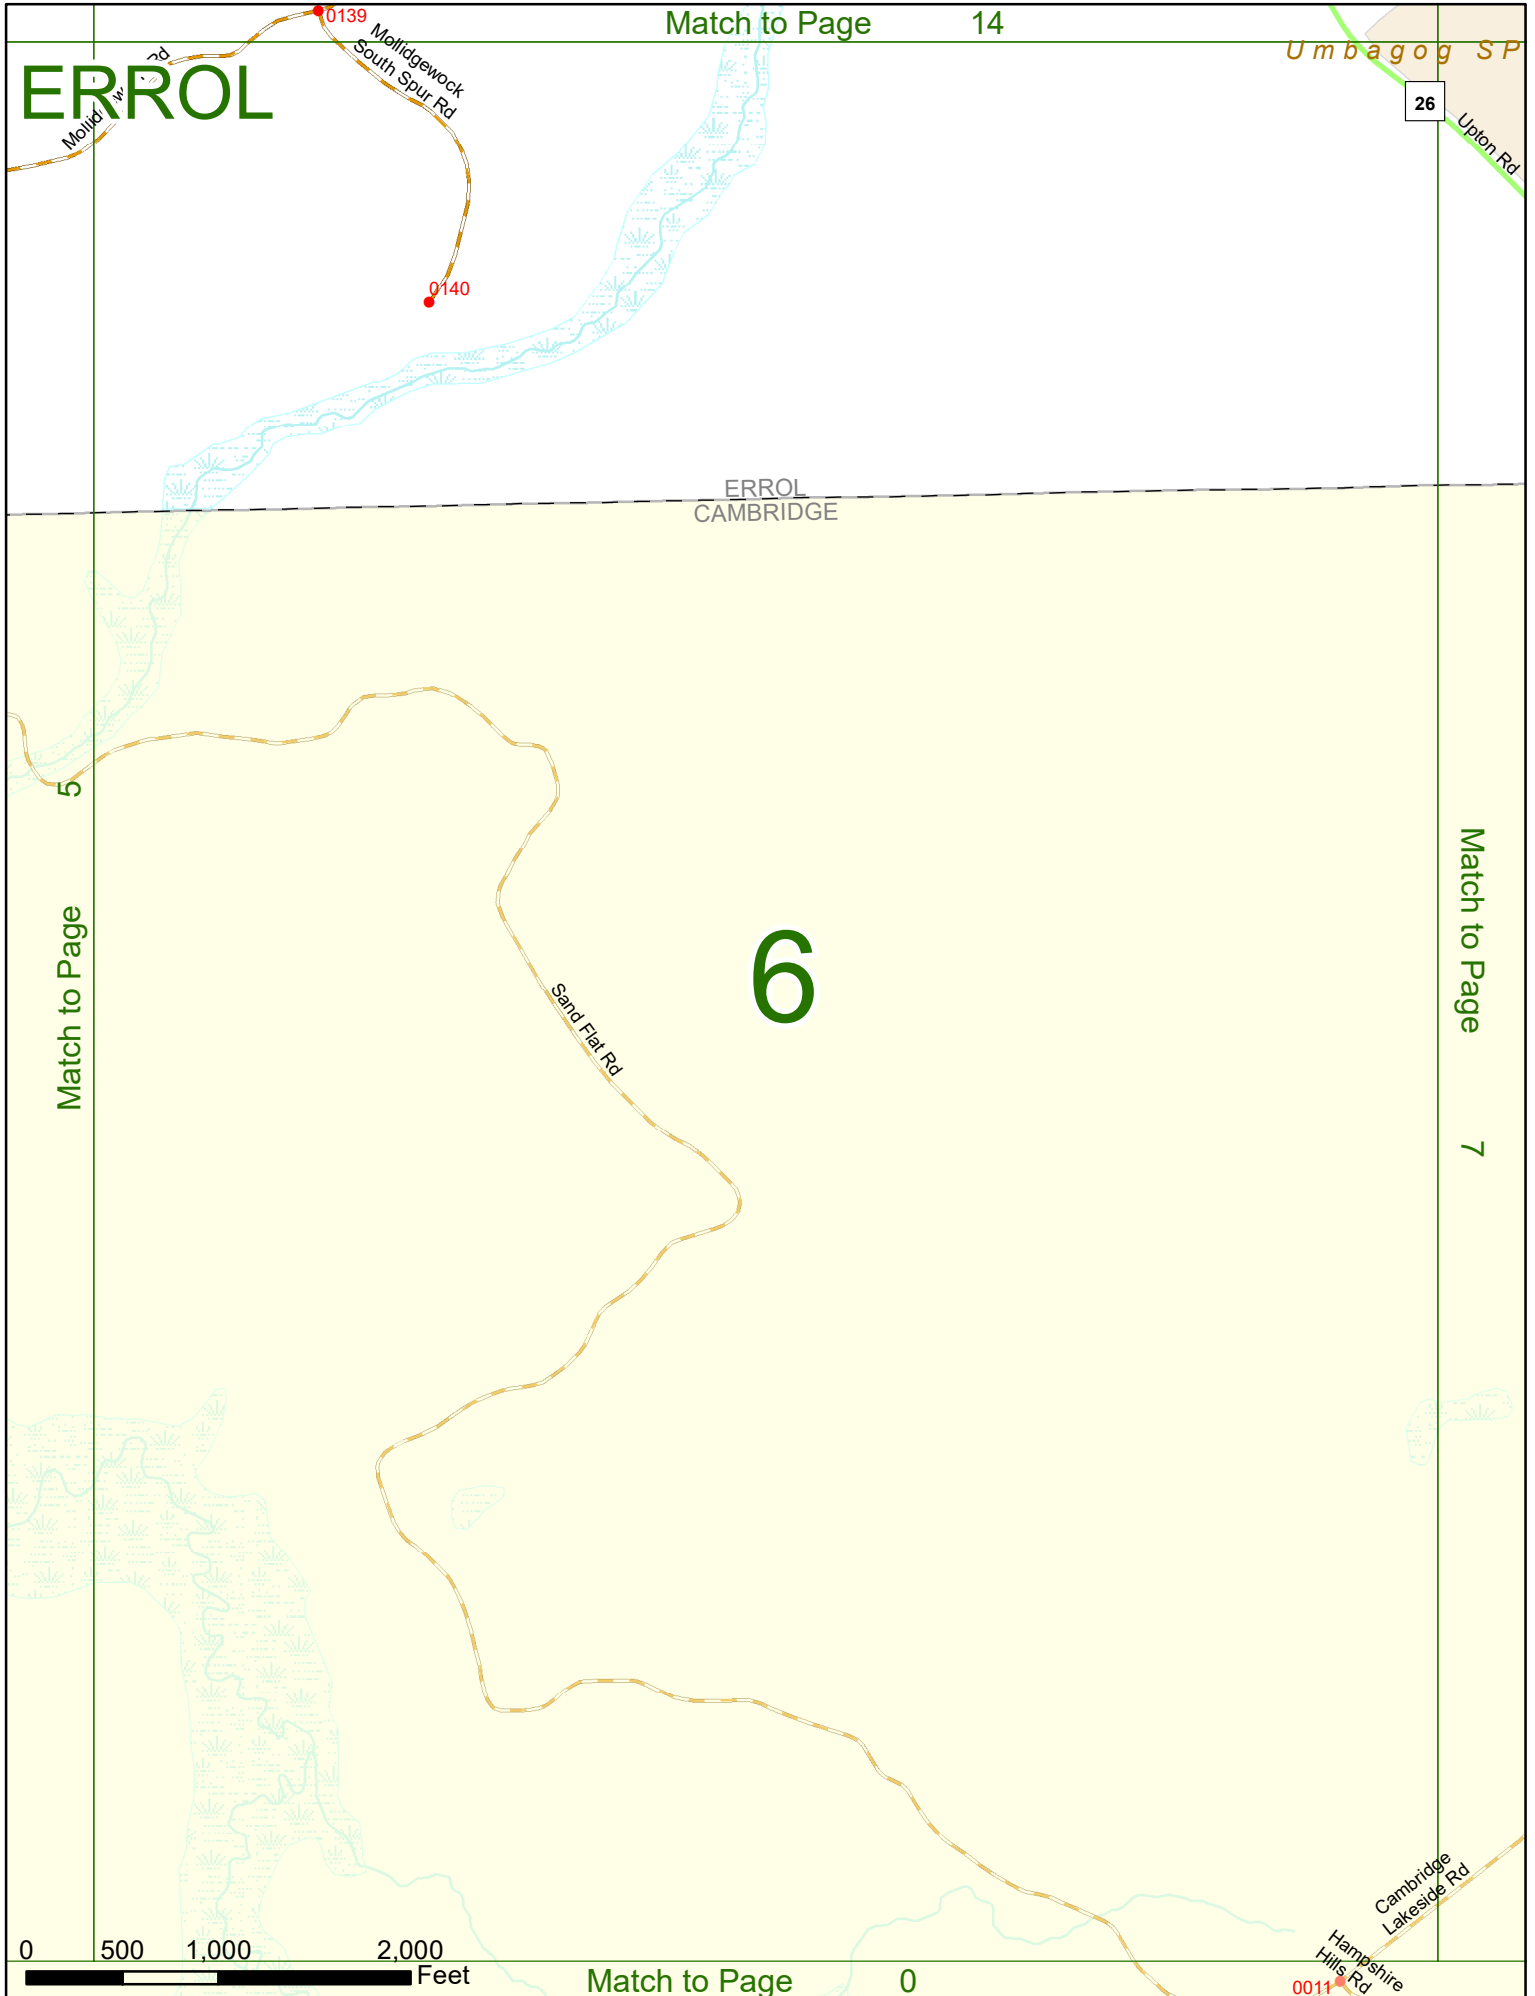 Match to Page 14
0139
Mollidgewock
South Spur Rd
Rd
ERROL
Umbagog SP
26
Upton Rd
0140
ERROL
CAMBRIDGE
Match to Page 5
6
Match to Page 7
Sand Flat Rd
Cambridge
Lakeside Rd
Hampshire
Hills Rd
0011
0 500 1,000 2,000
Feet
Match to Page 0